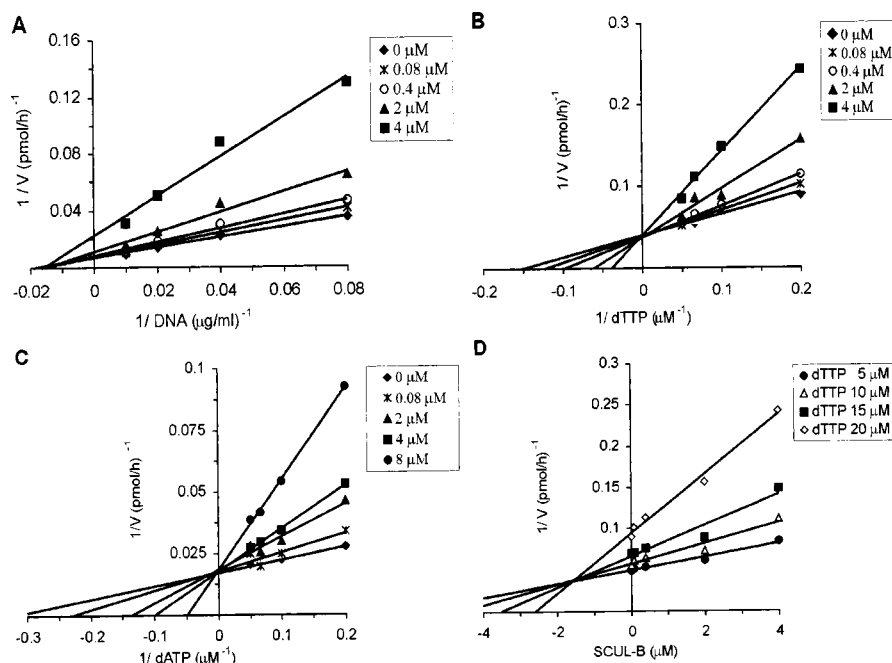 A
0.16
0.12
0.08
0.04
1 / V (pmol/h)⁻¹
-0.02
0
0.02
0.04
0.06
0.08
1/ DNA (µg/ml)⁻¹
0 µM
0.08 µM
0.4 µM
2 µM
4 µM
B
0.3
0.2
0.1
1/ V (pmol/h)⁻¹
-0.2
-0.1
0
0.1
0.2
1/ dTTP (µM⁻¹)
0 µM
0.08 µM
0.4 µM
2 µM
4 µM
C
0.1
0.075
0.05
0.025
1/V (pmol/h)⁻¹
-0.3
-0.2
-0.1
0
0.1
0.2
1/ dATP (µM⁻¹)
0 µM
0.08 µM
2 µM
4 µM
8 µM
D
0.3
0.25
0.2
0.15
0.1
1/ V (pmol/h)⁻¹
-4
-2
0
2
4
SCUL-B (µM)
dTTP 5 µM
dTTP 10 µM
dTTP 15 µM
dTTP 20 µM